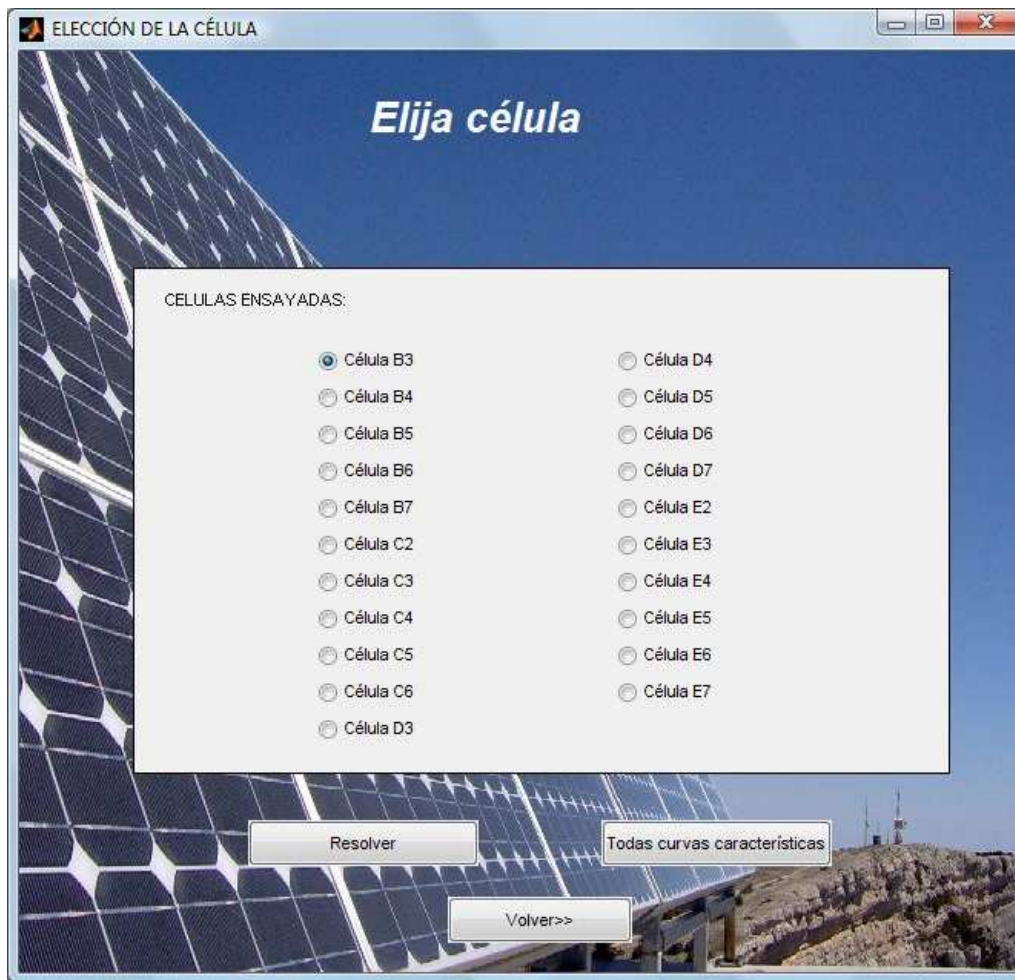 ELECCIÓN DE LA CÉLULA
Elija célula
CELULAS ENSAYADAS:
Célula B3
Célula B4
Célula B5
Célula B6
Célula B7
Célula C2
Célula C3
Célula C4
Célula C5
Célula C6
Célula D3
Célula D4
Célula D5
Célula D6
Célula D7
Célula E2
Célula E3
Célula E4
Célula E5
Célula E6
Célula E7
Resolver
Todas curvas características
Volver>>